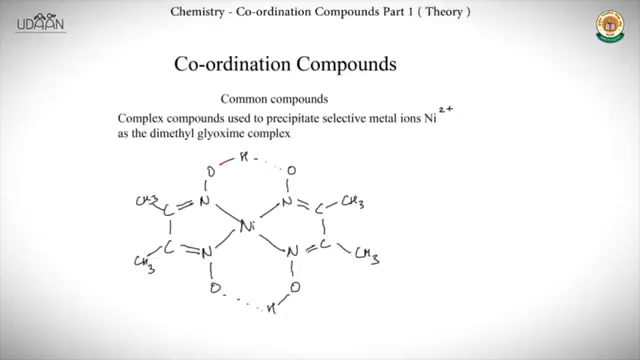 Chemistry - Co-ordination Compounds Part 1 ( Theory )
UDAAN
Co-ordination Compounds
Common compounds
Complex compounds used to precipitate selective metal ions Ni2+
as the dimethyl glyoxime complex
O H O
CH3 C N N C CH3
Ni
CH3 C N N C CH3
O H O